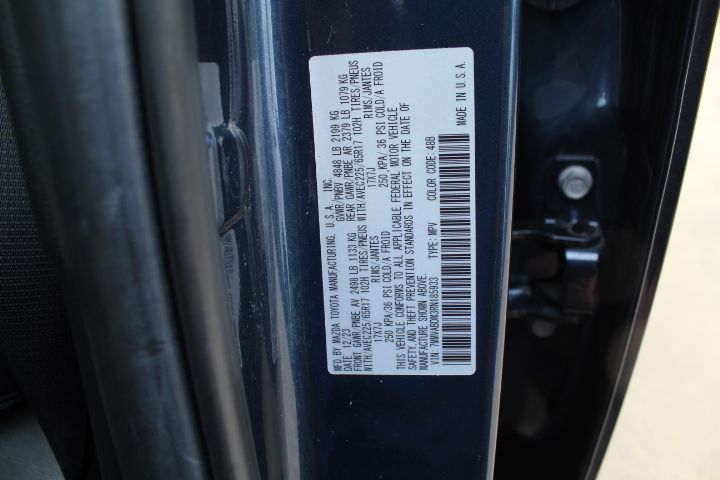 MFD. BY MAZDA TOYOTA MANUFACTURING, U.S.A., INC.
DATE 12/23 GVWR/PNBV 4848 LB 2199 KG
FRONT GAWR/PNBE AV 2498 LB 1133 KG REAR GAWR/PNBE AR 2379 LB 1079 KG
WITH/AVEC225/65R17 102H TIRES/PNEUS WITH/AVEC225/65R17 102H TIRES/PNEUS
17X7J RIMS/JANTES 17X7J RIMS/JANTES
250 KPA/36 PSI COLD/A FROID 250 KPA/36 PSI COLD/A FROID
THIS VEHICLE CONFORMS TO ALL APPLICABLE FEDERAL MOTOR VEHICLE
SAFETY,AND THEFT PREVENTION STANDARDS IN EFFECT ON THE DATE OF
MANUFACTURE SHOWN ABOVE.
VIN: 7MMVABDM3RN185933 TYPE: MPV COLOR CODE: 48B MADE IN U.S.A.